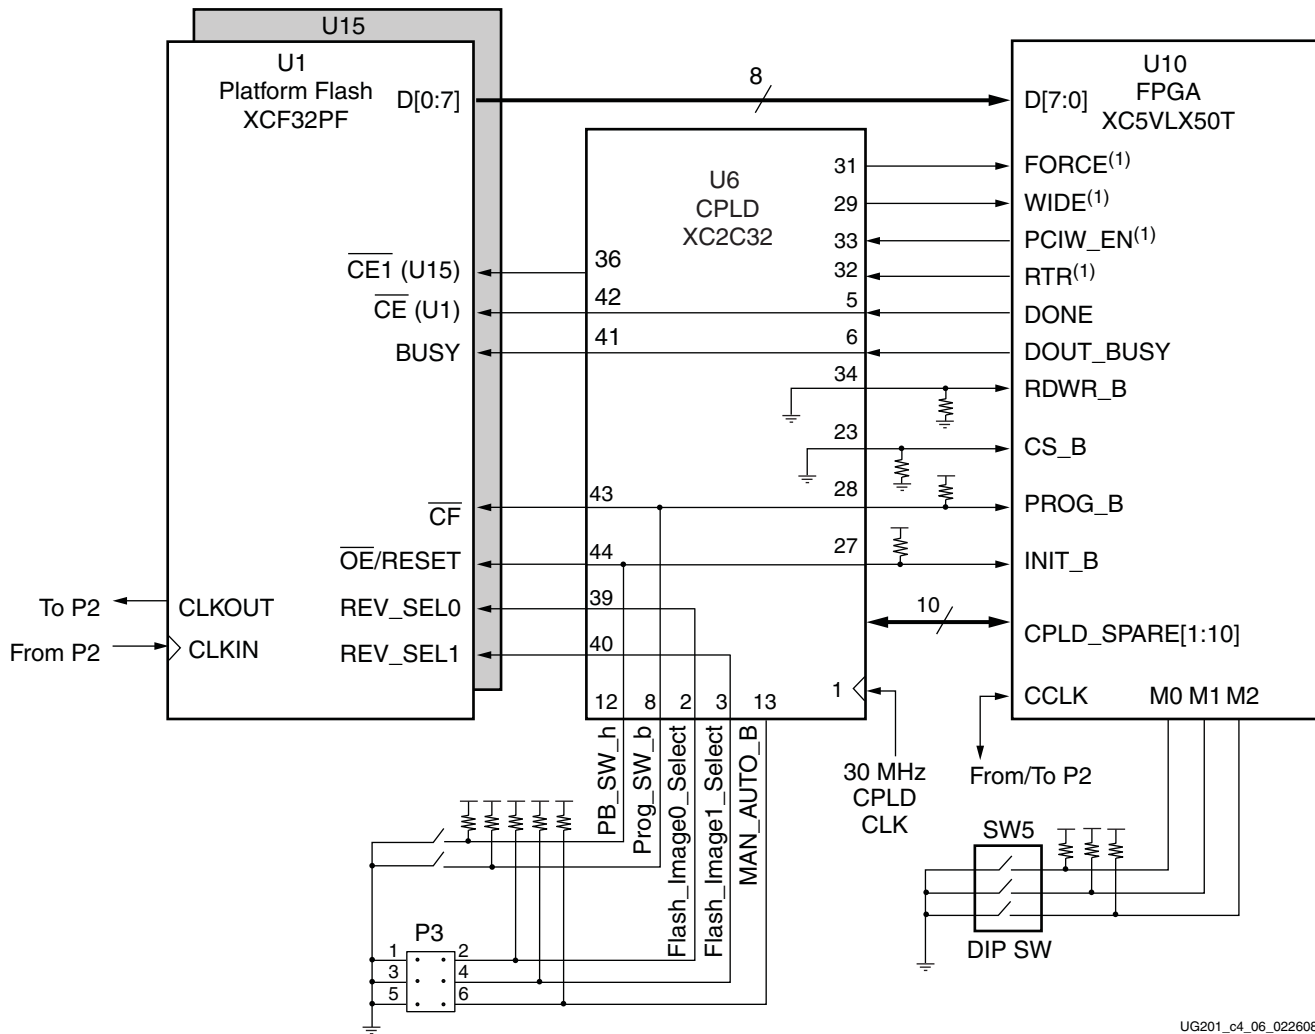 U15
U1
Platform Flash
XCF32PF
D[0:7]
8
U10
FPGA
XC5VLX50T
D[7:0]
U6
CPLD
XC2C32
31
FORCE(1)
29
WIDE(1)
33
PCIW_EN(1)
CE1 (U15)
36
32
RTR(1)
CE (U1)
42
5
DONE
BUSY
41
6
DOUT_BUSY
34
RDWR_B
23
CS_B
CF
43
28
PROG_B
OE/RESET
44
27
INIT_B
To P2
CLKOUT
REV_SEL0
39
10
CPLD_SPARE[1:10]
From P2
CLKIN
REV_SEL1
40
1
12 8 2 3 13
CCLK
M0 M1 M2
PB_SW_h
Prog_SW_b
Flash_Image0_Select
Flash_Image1_Select
MAN_AUTO_B
30 MHz
CPLD
CLK
From/To P2
SW5
DIP SW
P3
1 2
3 4
5 6
UG201_c4_06_022608